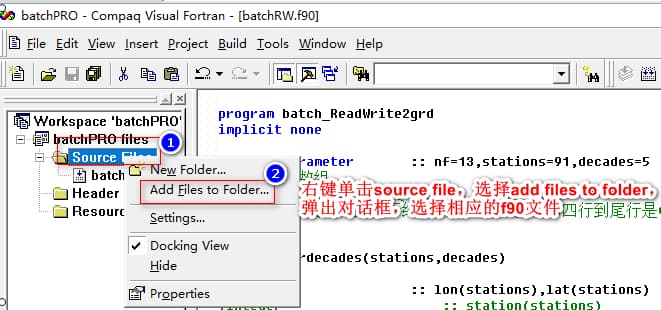 batchPRO - Compaq Visual Fortran - [batchRW.f90]
File Edit View Insert Project Build Tools Window Help
Workspace 'batchPRO'
batchPRO files
Source Files
1
batc
Header
Resour
New Folder...
2
Add Files to Folder...
Settings...
Docking View
Hide
Properties
program batch_ReadWrite2grd
implicit none
rameter :: nf=13,stations=91,decades=5
数组
右键单击source file，选择add files to folder，
弹出对话框，选择相应的f90文件
四行到尾行是
rdecades(stations,decades)
:: lon(stations),lat(stations)
:: station(stations)